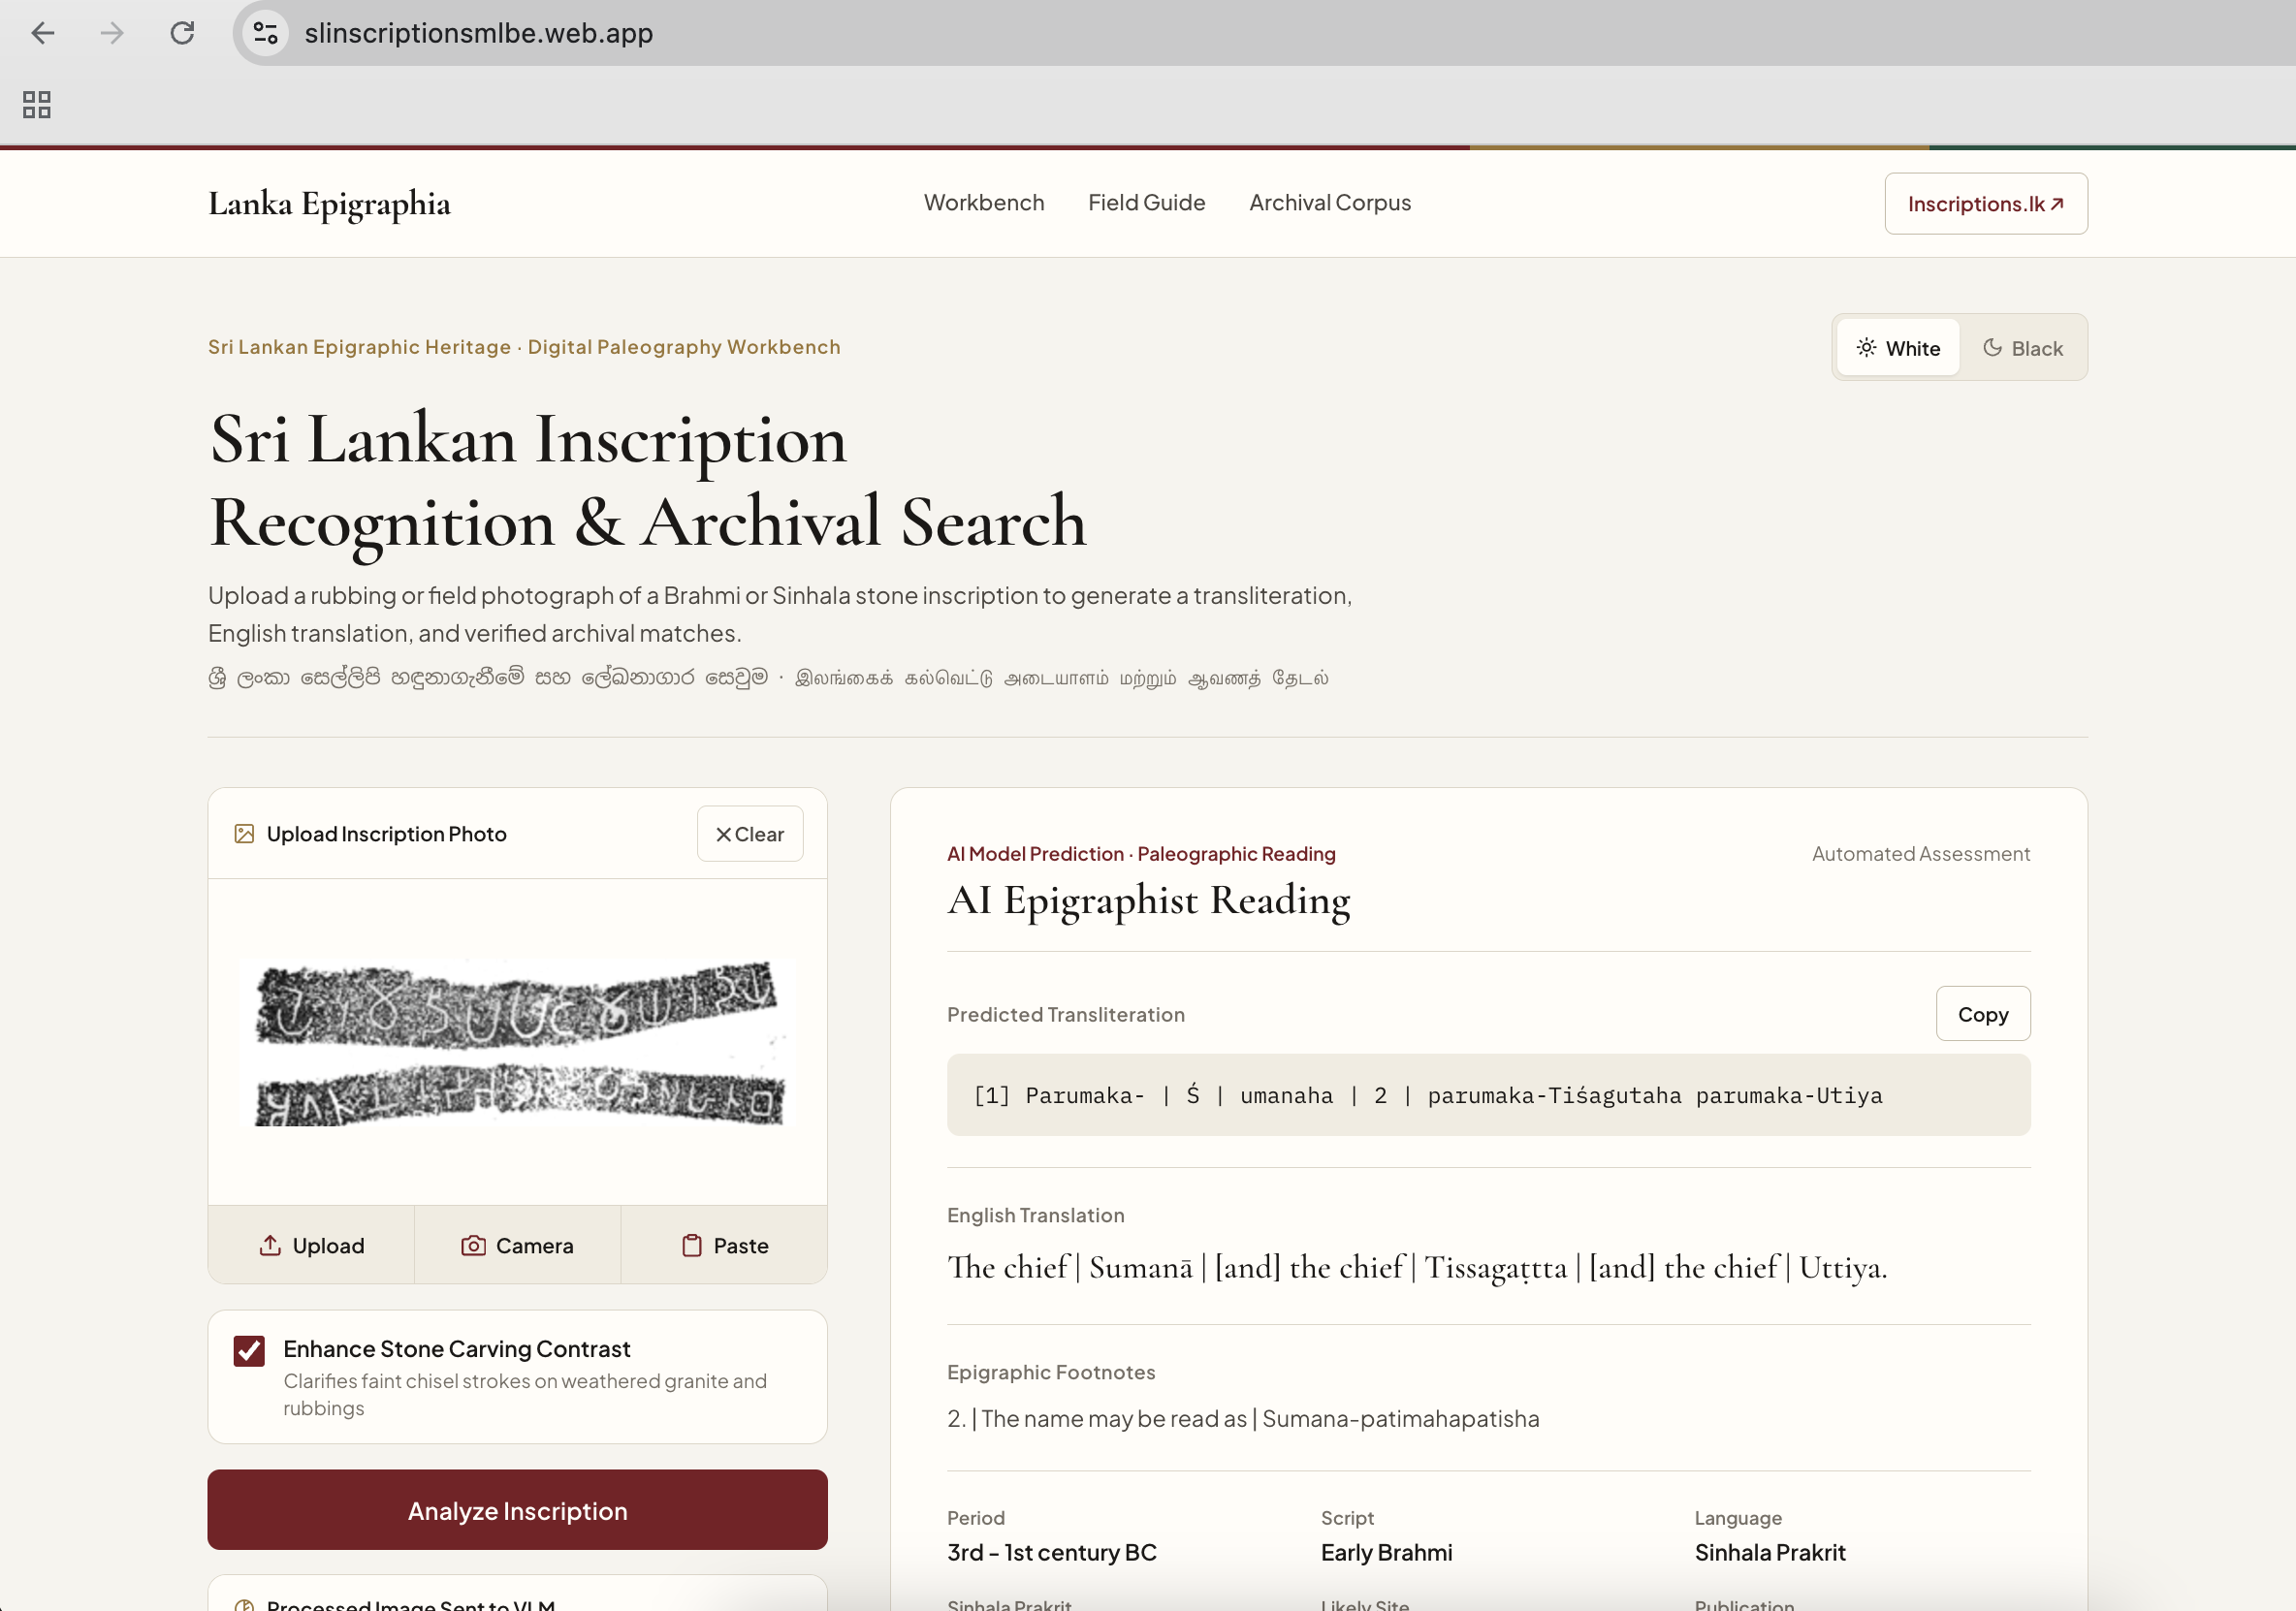 slinscriptionsmlbe.web.app
Lanka Epigraphia
Workbench
Field Guide
Archival Corpus
Inscriptions.lk ↗
Sri Lankan Epigraphic Heritage · Digital Paleography Workbench
White
Black
Sri Lankan Inscription
Recognition & Archival Search
Upload a rubbing or field photograph of a Brahmi or Sinhala stone inscription to generate a transliteration,
English translation, and verified archival matches.
ශ්‍රී ලංකා සෙල්ලිපි හඳුනාගැනීමේ සහ ලේඛනාගාර සෙවුම · இலங்கைக் கல்வெட்டு அடையாளம் மற்றும் ஆவணத் தேடல்
Upload Inscription Photo
Clear
Upload
Camera
Paste
Enhance Stone Carving Contrast
Clarifies faint chisel strokes on weathered granite and
rubbings
Analyze Inscription
Processed Image Sent to VLM
AI Model Prediction · Paleographic Reading
Automated Assessment
AI Epigraphist Reading
Predicted Transliteration
Copy
[1] Parumaka- | Ś | umanaha | 2 | parumaka-Tiśagutaha parumaka-Utiya
English Translation
The chief | Sumanā | [and] the chief | Tissagaṭtta | [and] the chief | Uttiya.
Epigraphic Footnotes
2. | The name may be read as | Sumana-patimahapatisha
Period
Script
Language
3rd – 1st century BC
Early Brahmi
Sinhala Prakrit
Sinhala Prakrit
Likely Site
Publication